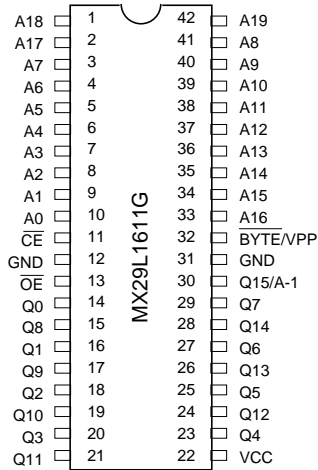 A18 1 42 A19
A17 2 41 A8
A7 3 40 A9
A6 4 39 A10
A5 5 38 A11
A4 6 37 A12
A3 7 36 A13
A2 8 35 A14
A1 9 34 A15
A0 10 33 A16
CE 11 32 BYTE/VPP
GND 12 31 GND
OE 13 30 Q15/A-1
Q0 14 29 Q7
Q8 15 28 Q14
Q1 16 27 Q6
Q9 17 26 Q13
Q2 18 25 Q5
Q10 19 24 Q12
Q3 20 23 Q4
Q11 21 22 VCC
MX29L1611G